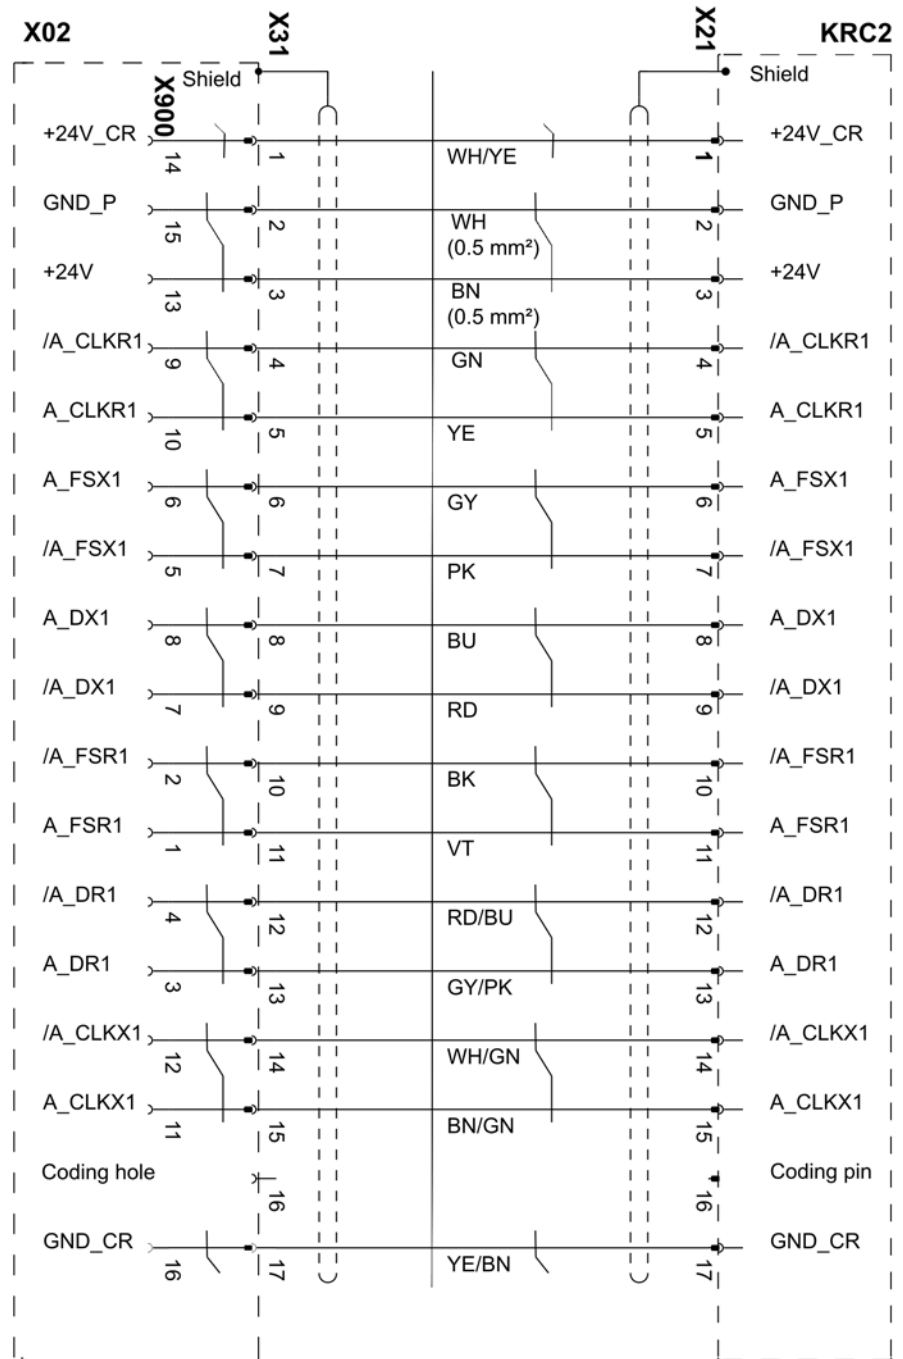 X02 X31 X21 KRC2
X900 Shield Shield
+24V_CR 14 1 WH/YE 1 +24V_CR
GND_P 15 2 WH 2 GND_P
(0.5 mm²)
+24V 13 3 BN 3 +24V
(0.5 mm²)
/A_CLKR1 9 4 GN 4 /A_CLKR1
A_CLKR1 10 5 YE 5 A_CLKR1
A_FSX1 6 6 GY 6 A_FSX1
/A_FSX1 5 7 PK 7 /A_FSX1
A_DX1 8 8 BU 8 A_DX1
/A_DX1 7 9 RD 9 /A_DX1
/A_FSR1 2 10 BK 10 /A_FSR1
A_FSR1 1 11 VT 11 A_FSR1
/A_DR1 4 12 RD/BU 12 /A_DR1
A_DR1 3 13 GY/PK 13 A_DR1
/A_CLKX1 12 14 WH/GN 14 /A_CLKX1
A_CLKX1 11 15 BN/GN 15 A_CLKX1
Coding hole 16 16 Coding pin
GND_CR 16 17 YE/BN 17 GND_CR